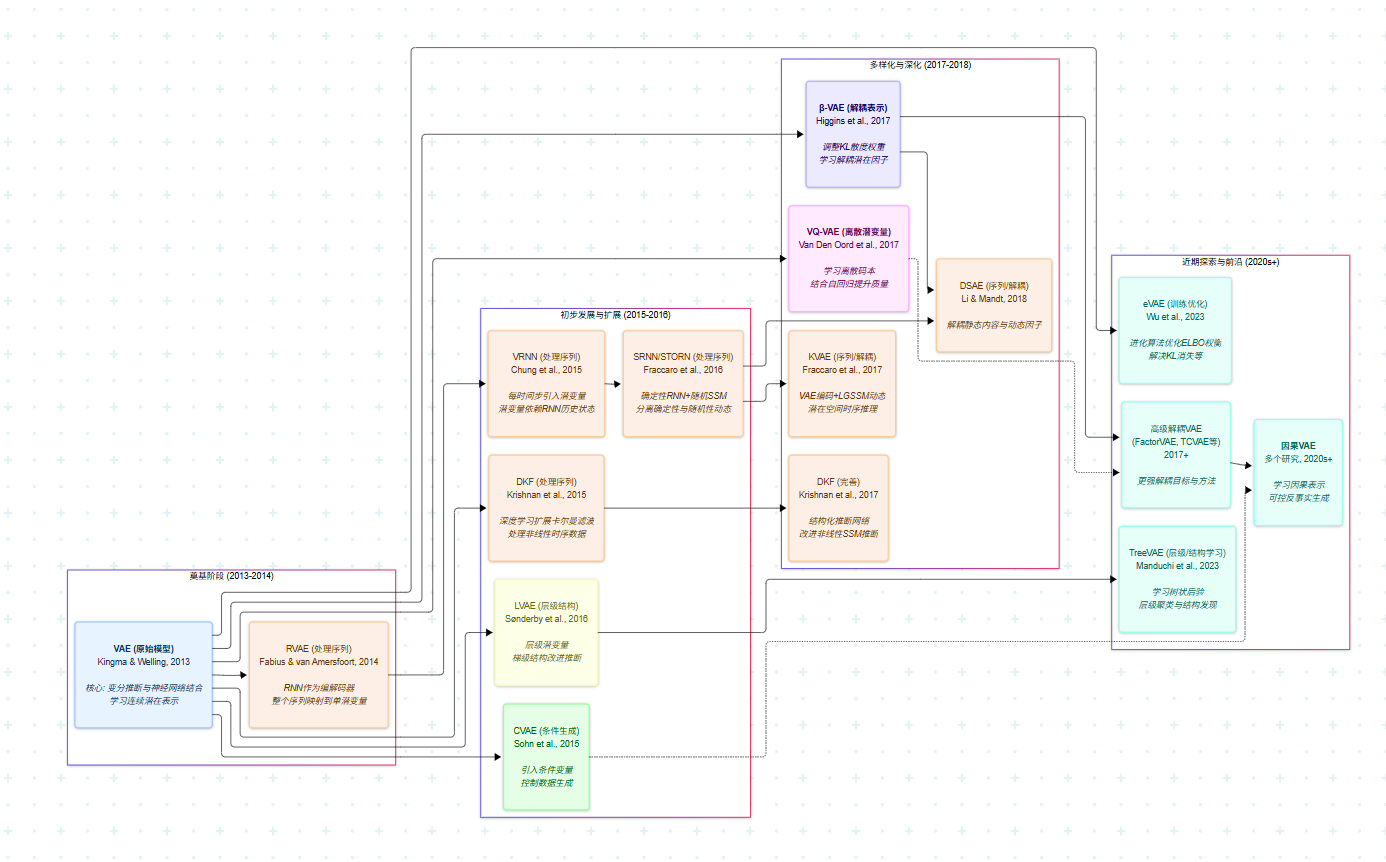 奠基阶段 (2013-2014)
VAE (原始模型)
Kingma & Welling, 2013
核心: 变分推断与神经网络结合
学习连续潜在表示
RVAE (处理序列)
Fabius & van Amersfoort, 2014
RNN作为编解码器
整个序列映射到单潜变量
初步发展与扩展 (2015-2016)
VRNN (处理序列)
Chung et al., 2015
每时间步引入潜变量
潜变量依赖RNN历史状态
SRNN/STORN (处理序列)
Fraccaro et al., 2016
确定性RNN+随机SSM
分离确定性与随机性动态
DKF (处理序列)
Krishnan et al., 2015
深度学习扩展卡尔曼滤波
处理非线性时序数据
LVAE (层级结构)
Sønderby et al., 2016
层级潜变量
梯级结构改进推断
CVAE (条件生成)
Sohn et al., 2015
引入条件变量
控制数据生成
多样化与深化 (2017-2018)
β-VAE (解耦表示)
Higgins et al., 2017
调整KL散度权重
学习解耦潜在因子
VQ-VAE (离散潜变量)
Van Den Oord et al., 2017
学习离散码本
结合自回归提升质量
DSAE (序列/解耦)
Li & Mandt, 2018
解耦静态内容与动态因子
KVAE (序列/解耦)
Fraccaro et al., 2017
VAE编码+LGSSM动态
潜在空间时序推理
DKF (完善)
Krishnan et al., 2017
结构化推断网络
改进非线性SSM推断
近期探索与前沿 (2020s+)
eVAE (训练优化)
Wu et al., 2023
进化算法优化ELBO权衡
解决KL消失等
高级解耦VAE
(FactorVAE, TCVAE等)
2017+
更强解耦目标与方法
因果VAE
多个研究, 2020s+
学习因果表示
可控反事实生成
TreeVAE (层级/结构学习)
Manduchi et al., 2023
学习树状后验
层级聚类与结构发现